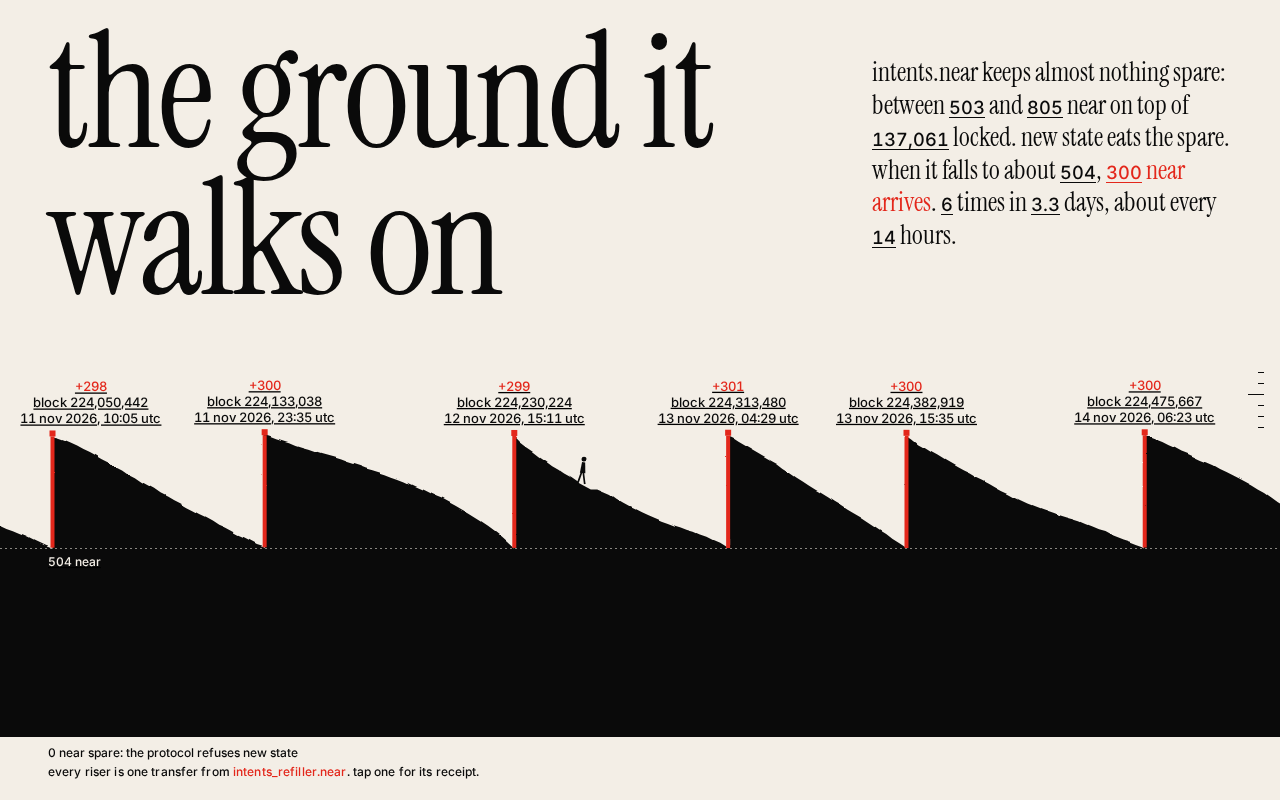 the ground it
walks on
intents.near keeps almost nothing spare:
between 503 and 805 near on top of
137,061 locked. new state eats the spare.
when it falls to about 504, 300 near
arrives. 6 times in 3.3 days, about every
14 hours.
+298
block 224,050,442
11 nov 2026, 10:05 utc
+300
block 224,133,038
11 nov 2026, 23:35 utc
+299
block 224,230,224
12 nov 2026, 15:11 utc
+301
block 224,313,480
13 nov 2026, 04:29 utc
+300
block 224,382,919
13 nov 2026, 15:35 utc
+300
block 224,475,667
14 nov 2026, 06:23 utc
504 near
0 near spare: the protocol refuses new state
every riser is one transfer from intents_refiller.near. tap one for its receipt.